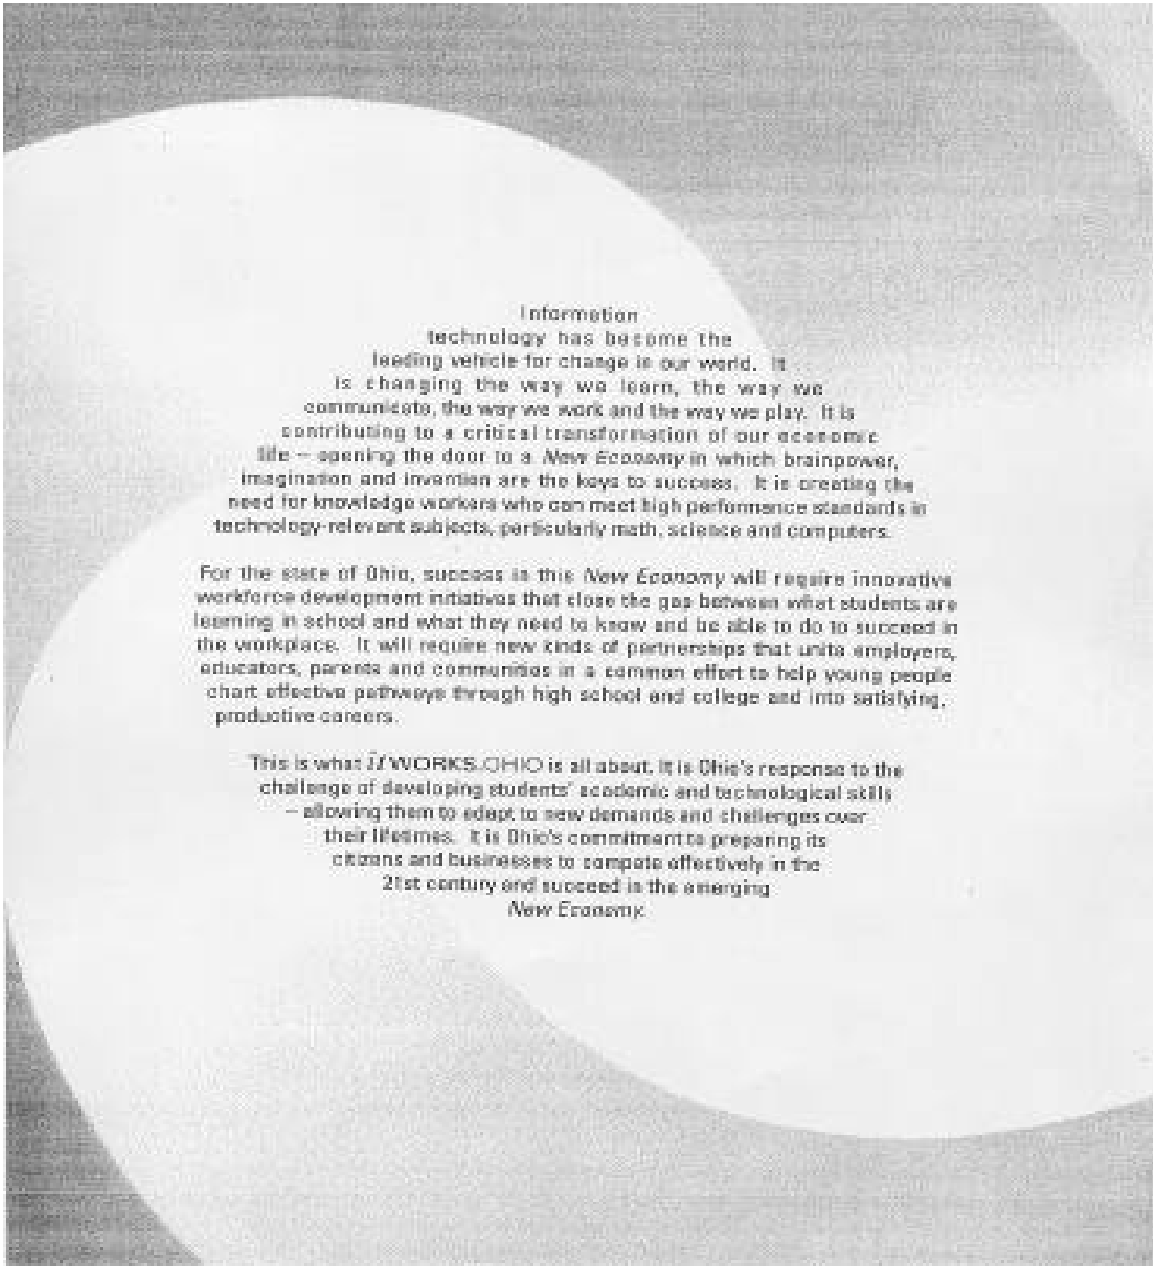 Information
technology has become the
leading vehicle for change in our world. It
is changing the way we learn, the way we
communicate, the way we work and the way we play. It is
contributing to a critical transformation of our economic
life – opening the door to a New Economy in which brainpower,
imagination and invention are the keys to success. It is creating the
need for knowledge workers who can meet high performance standards in
technology-relevant subjects, particularly math, science and computers.
For the state of Ohio, success in this New Economy will require innovative
workforce development initiatives that close the gap between what students are
learning in school and what they need to know and be able to do to succeed in
the workplace. It will require new kinds of partnerships that unite employers,
educators, parents and communities in a common effort to help young people
chart effective pathways through high school and college and into satisfying,
productive careers.
This is what itWORKS.OHIO is all about. It is Ohio's response to the
challenge of developing students' academic and technological skills
– allowing them to adapt to new demands and challenges over
their lifetimes. It is Ohio's commitment to preparing its
citizens and businesses to compete effectively in the
21st century and succeed in the emerging
New Economy.